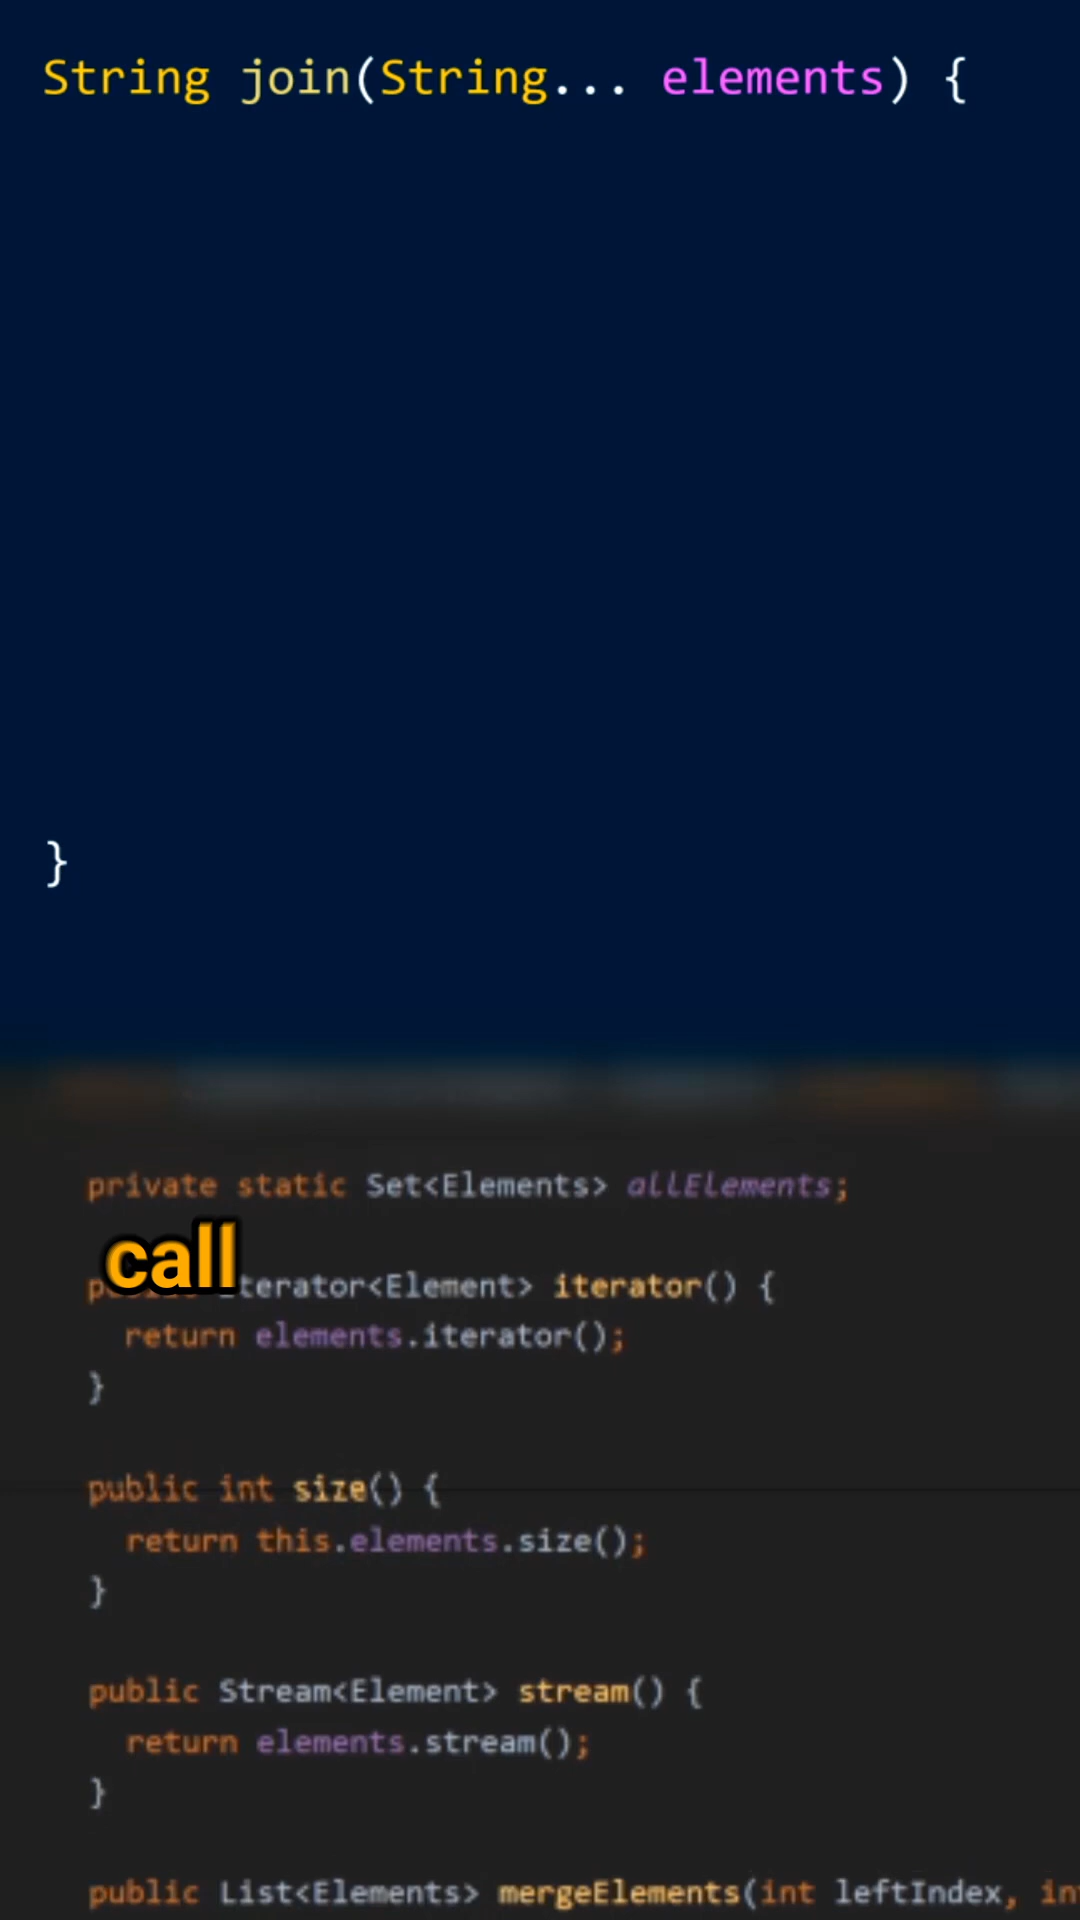 String join(String... elements) {
}
private static Set<Elements> allElements;
call
terator<Element> iterator() {
return elements.iterator();
}
public int size() {
return this.elements.size();
}
public Stream<Element> stream() {
return elements.stream();
}
public List<Elements> mergeElements(int leftIndex, in